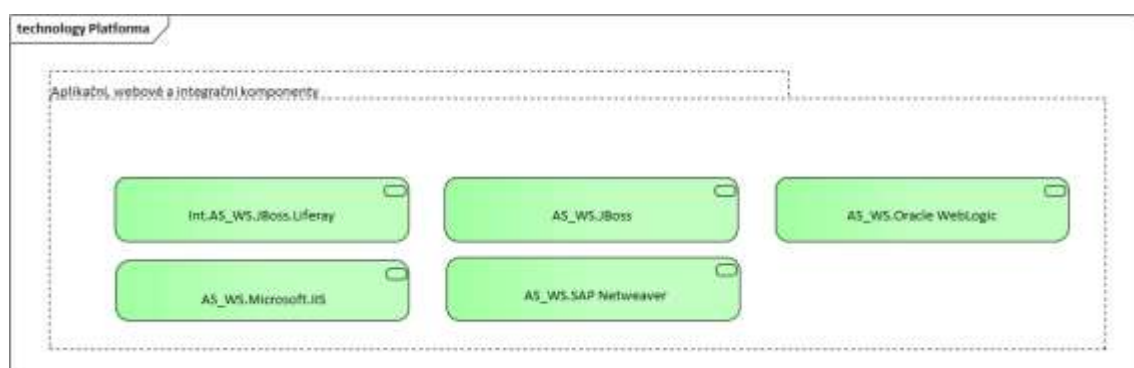 technology Platforma
Aplikační, webové a integrační komponenty
Int.AS_WS.JBoss.Liferay
AS_WS.JBoss
AS_WS.Oracle WebLogic
AS_WS.Microsoft.IIS
AS_WS.SAP Netweaver